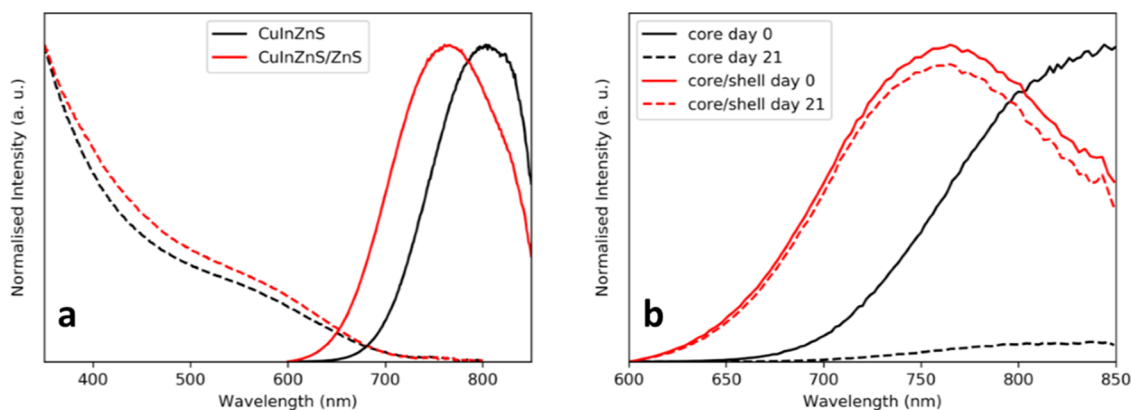 CuInZnS
CuInZnS/ZnS
Normalised Intensity (a. u.)
a
400 500 600 700 800
Wavelength (nm)
core day 0
core day 21
core/shell day 0
core/shell day 21
Normalised Intensity (a. u.)
b
600 650 700 750 800 850
Wavelength (nm)